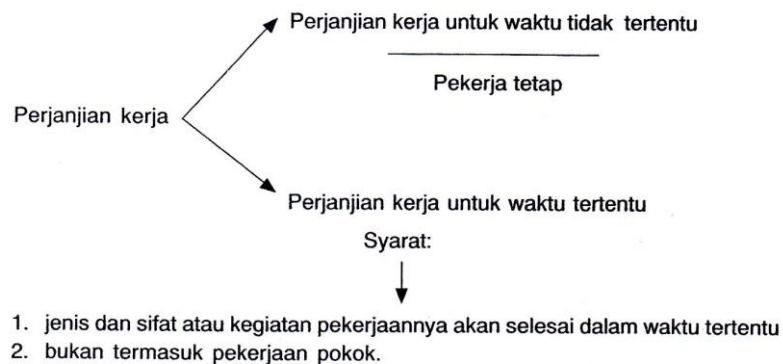 Perjanjian kerja untuk waktu tidak tertentu
Pekerja tetap
Perjanjian kerja
Perjanjian kerja untuk waktu tertentu
Syarat:
1. jenis dan sifat atau kegiatan pekerjaannya akan selesai dalam waktu tertentu
2. bukan termasuk pekerjaan pokok.